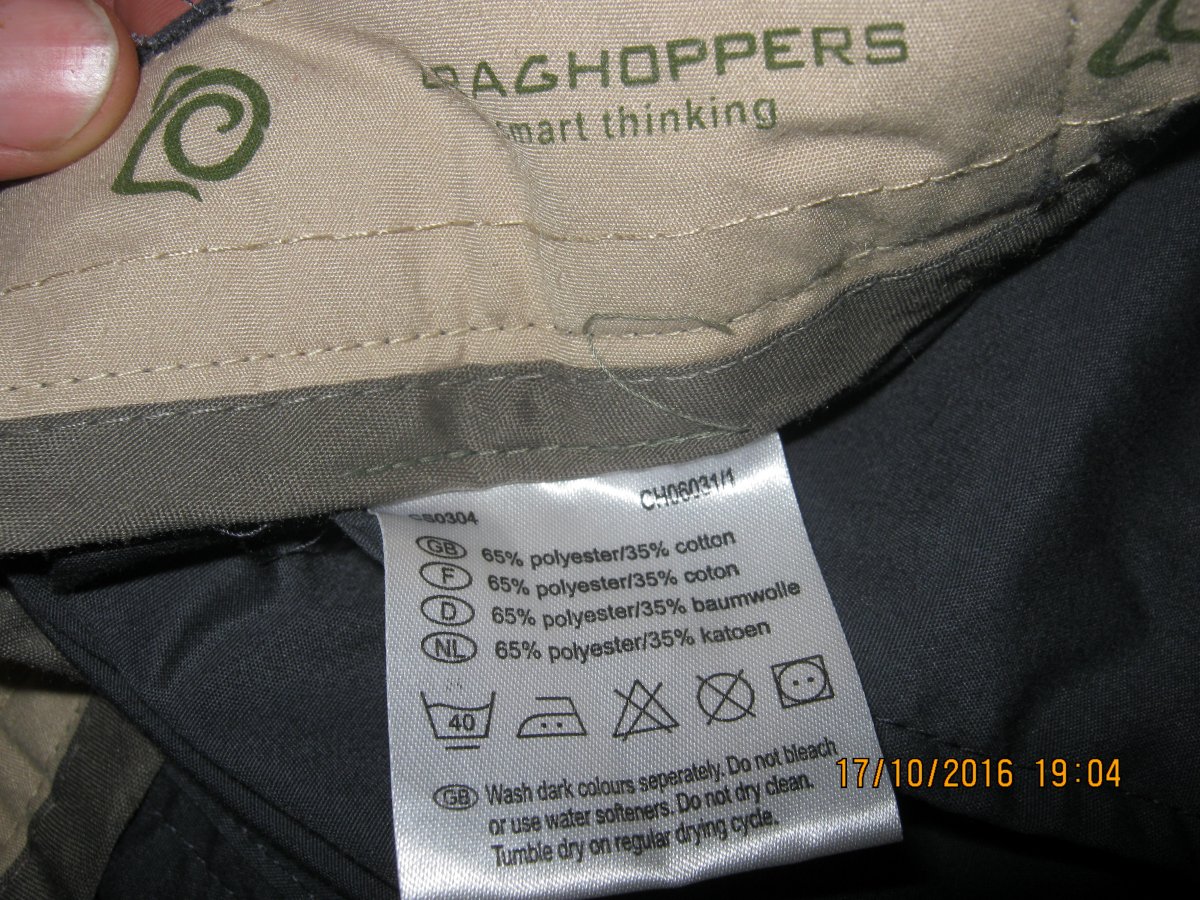 RAGHOPPERS
smart thinking
CH06031/1
GB 65% polyester/35% cotton
F 65% polyester/35% coton
D 65% polyester/35% baumwolle
NL 65% polyester/35% katoen
40
GB Wash dark colours seperately. Do not bleach
or use water softeners. Do not dry clean.
Tumble dry on regular drying cycle.
17/10/2016 19:04